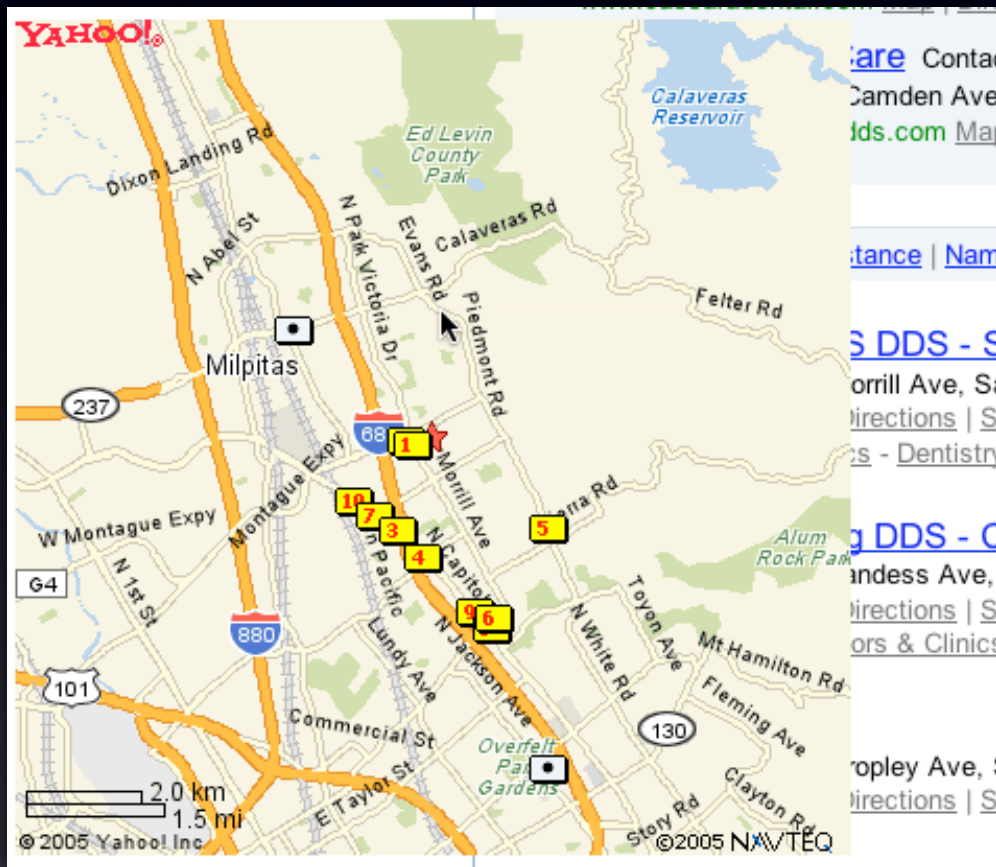 YAHOO!®
Calaveras
Reservoir
Ed Levin
County
Park
Dixon Landing Rd
N Abel St
N Park Victoria Dr
Evans Rd
Calaveras Rd
Piedmont Rd
Felter Rd
Milpitas
237
1
Montague Expy
Morrill Ave
W Montague Expy
10
7
3
4
5
N Capitol
Alum
Rock Park
G4
N 1st St
880
9
6
Lundy Ave
N Jackson Ave
N White Rd
Toyon Ave
Mt Hamilton Rd
Fleming Ave
101
Commercial St
130
Overfelt
Gardens
E Taylor St
Clayton Rd
Story Rd
2.0 km
1.5 mi
© 2005 Yahoo! Inc
©2005 NAVTEQ
Care Contac
Camden Ave
dds.com Map
stance | Nam
S DDS - S
orrill Ave, Sa
Directions | S
cs - Dentistry
g DDS - C
andess Ave,
Directions | S
ors & Clinics
ropley Ave, S
Directions | S